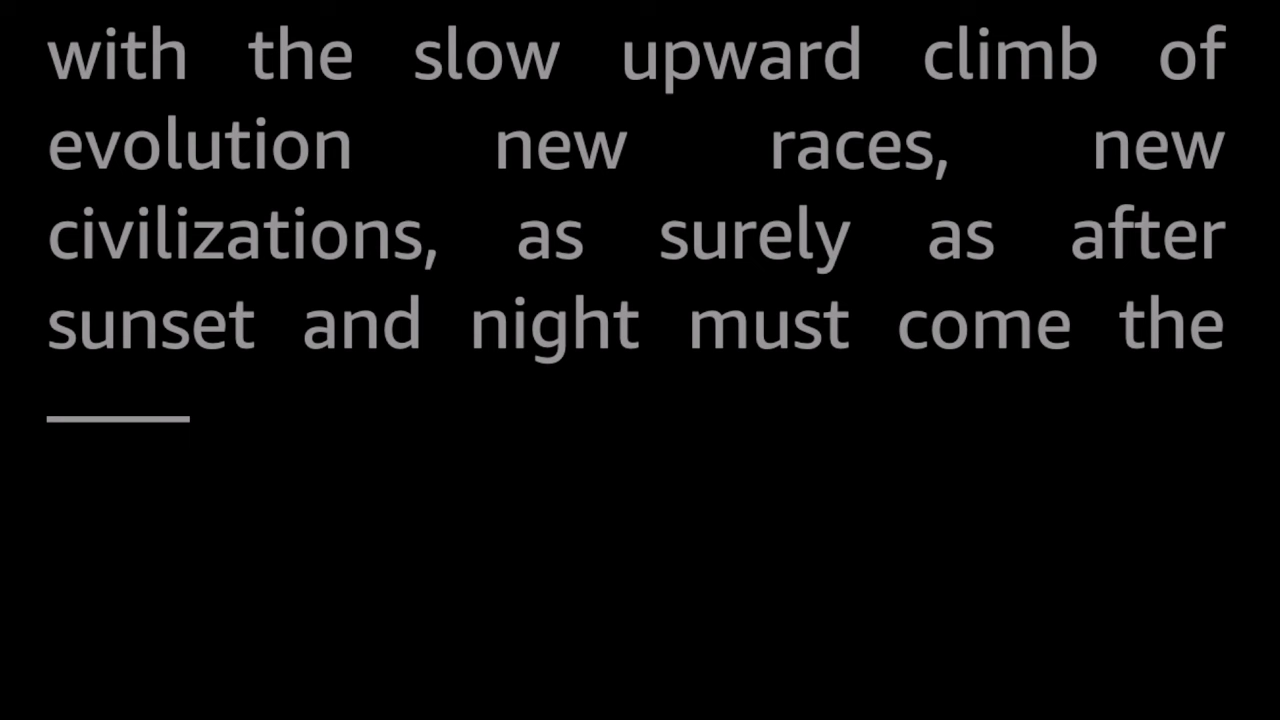 with the slow upward climb of
evolution new races, new
civilizations, as surely as after
sunset and night must come the
_____